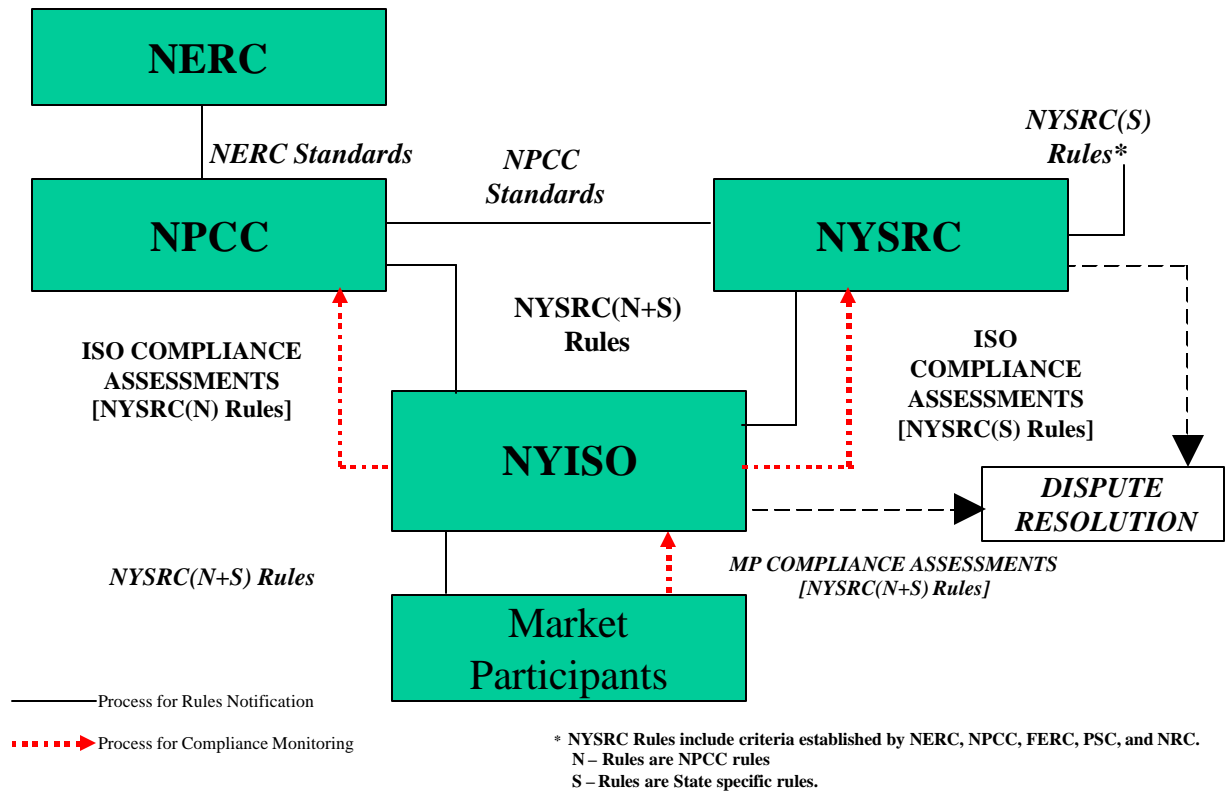 NERC
NERC Standards
NPCC
Standards
NYSRC(S)
Rules*
NPCC
NYSRC
NYSRC(N+S)
Rules
ISO COMPLIANCE
ASSESSMENTS
[NYSRC(N) Rules]
ISO
COMPLIANCE
ASSESSMENTS
[NYSRC(S) Rules]
NYISO
DISPUTE
RESOLUTION
NYSRC(N+S) Rules
MP COMPLIANCE ASSESSMENTS
[NYSRC(N+S) Rules]
Market
Participants
Process for Rules Notification
Process for Compliance Monitoring
* NYSRC Rules include criteria established by NERC, NPCC, FERC, PSC, and NRC.
N – Rules are NPCC rules
S – Rules are State specific rules.